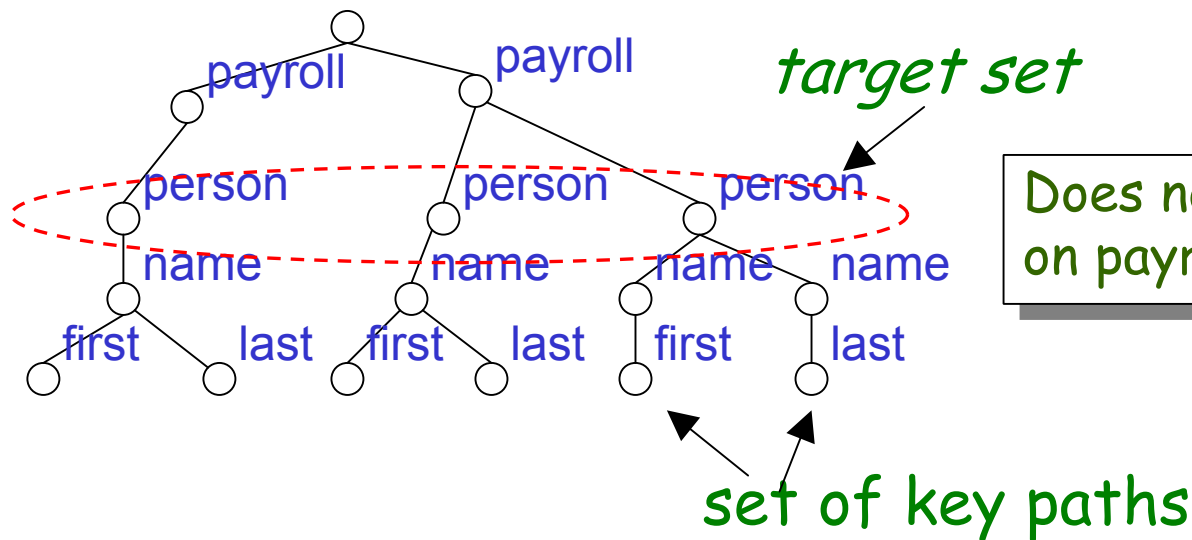 payroll payroll
target set
person person person
Does
on
name name name name
first last first last first last
set of key paths